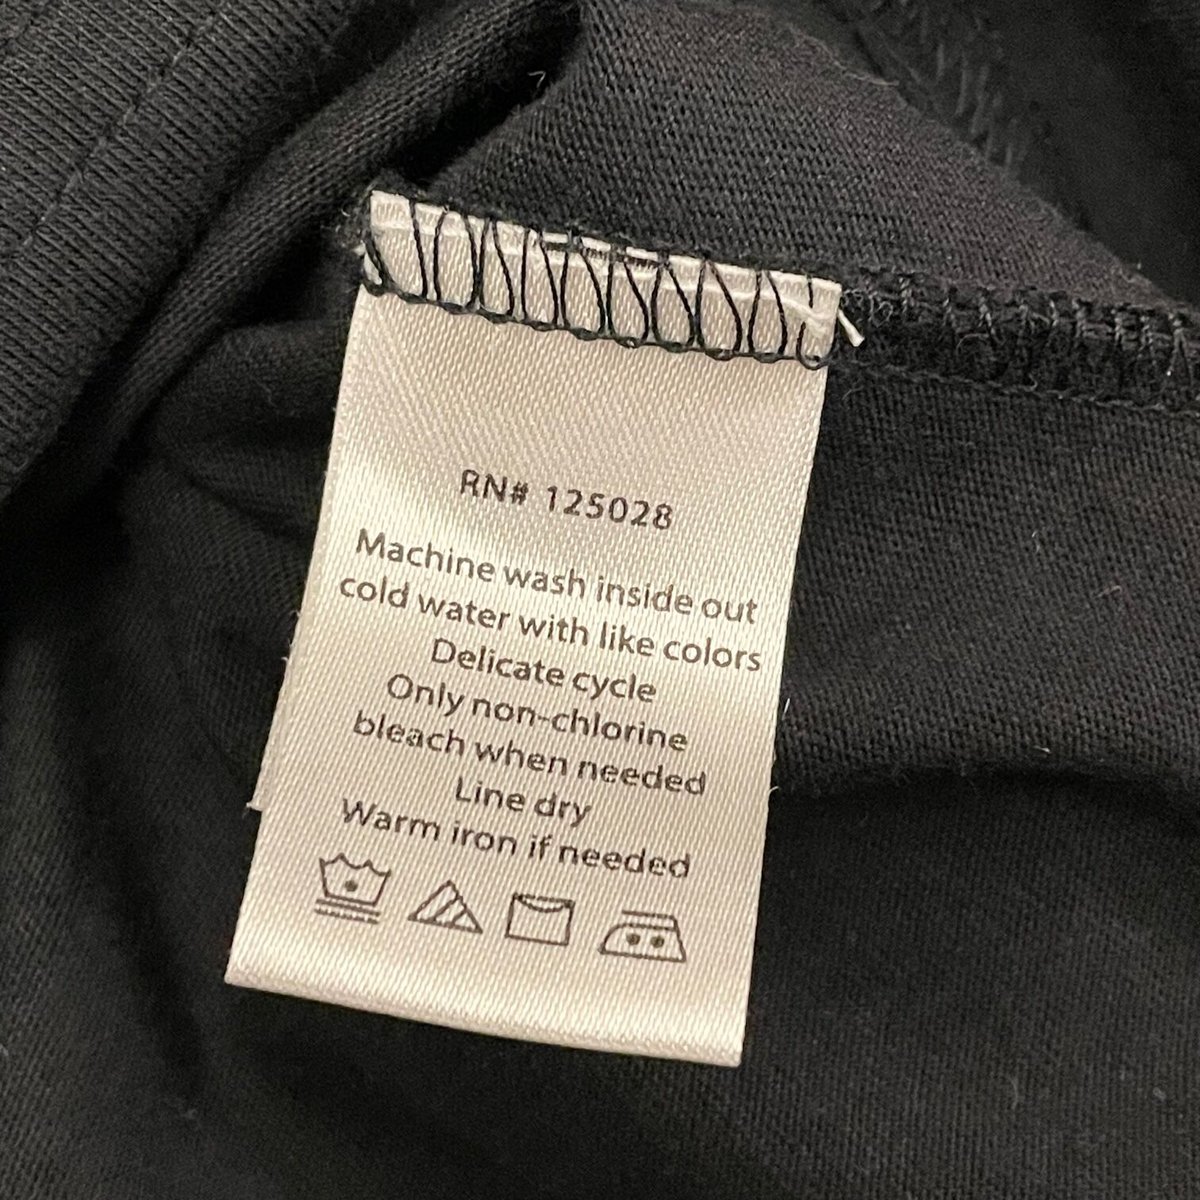 RN# 125028
Machine wash inside out
cold water with like colors
Delicate cycle
Only non-chlorine
bleach when needed
Line dry
Warm iron if needed